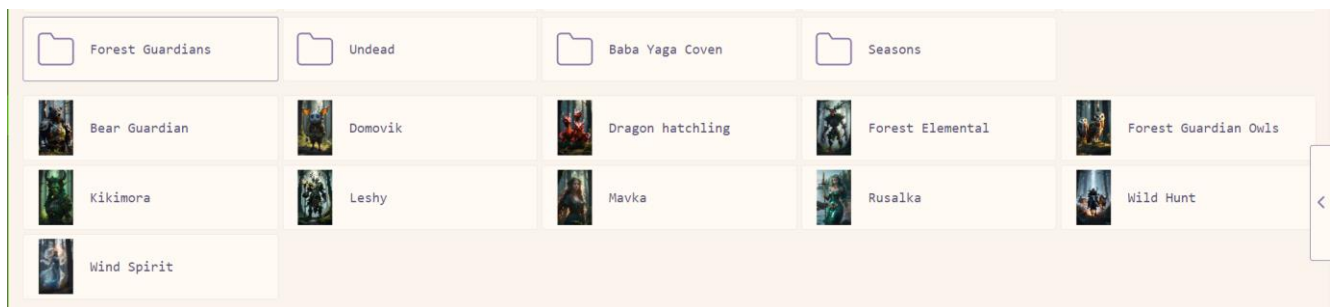 Forest Guardians
Undead
Baba Yaga Coven
Seasons
Bear Guardian
Domovik
Dragon hatchling
Forest Elemental
Forest Guardian Owls
Kikimora
Leshy
Mavka
Rusalka
Wild Hunt
Wind Spirit